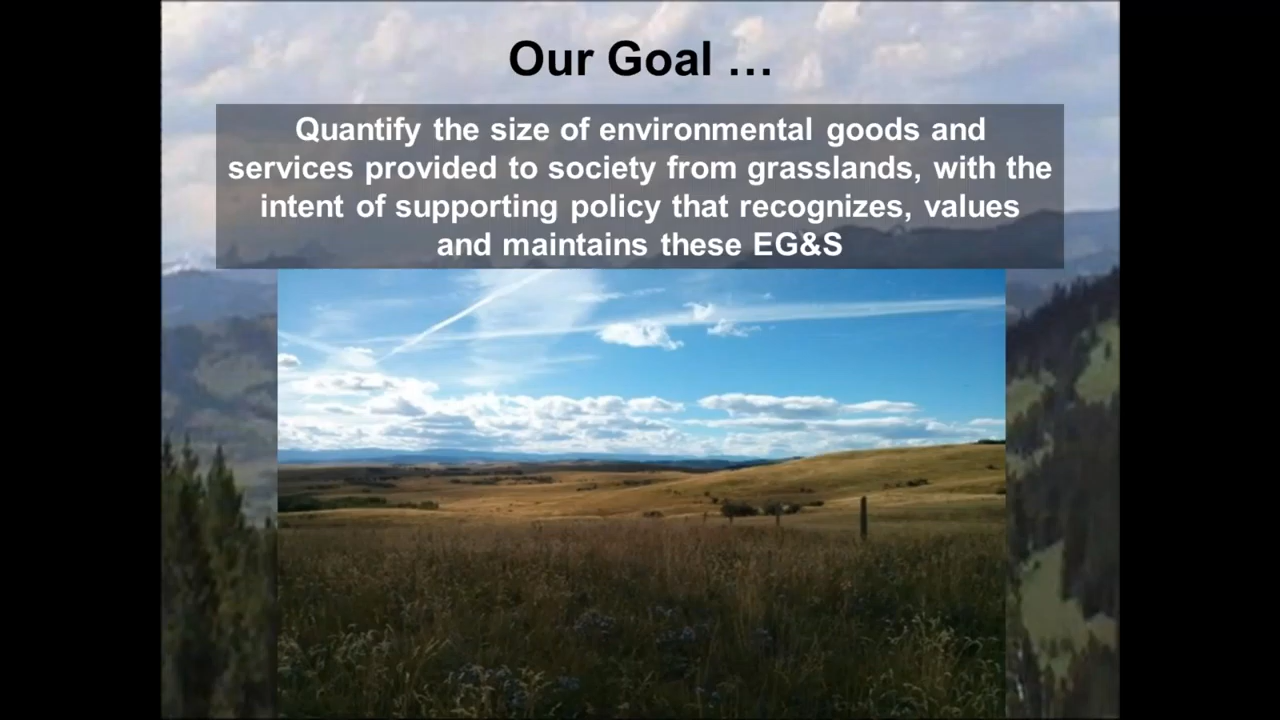 Our Goal …
Quantify the size of environmental goods and
services provided to society from grasslands, with the
intent of supporting policy that recognizes, values
and maintains these EG&S